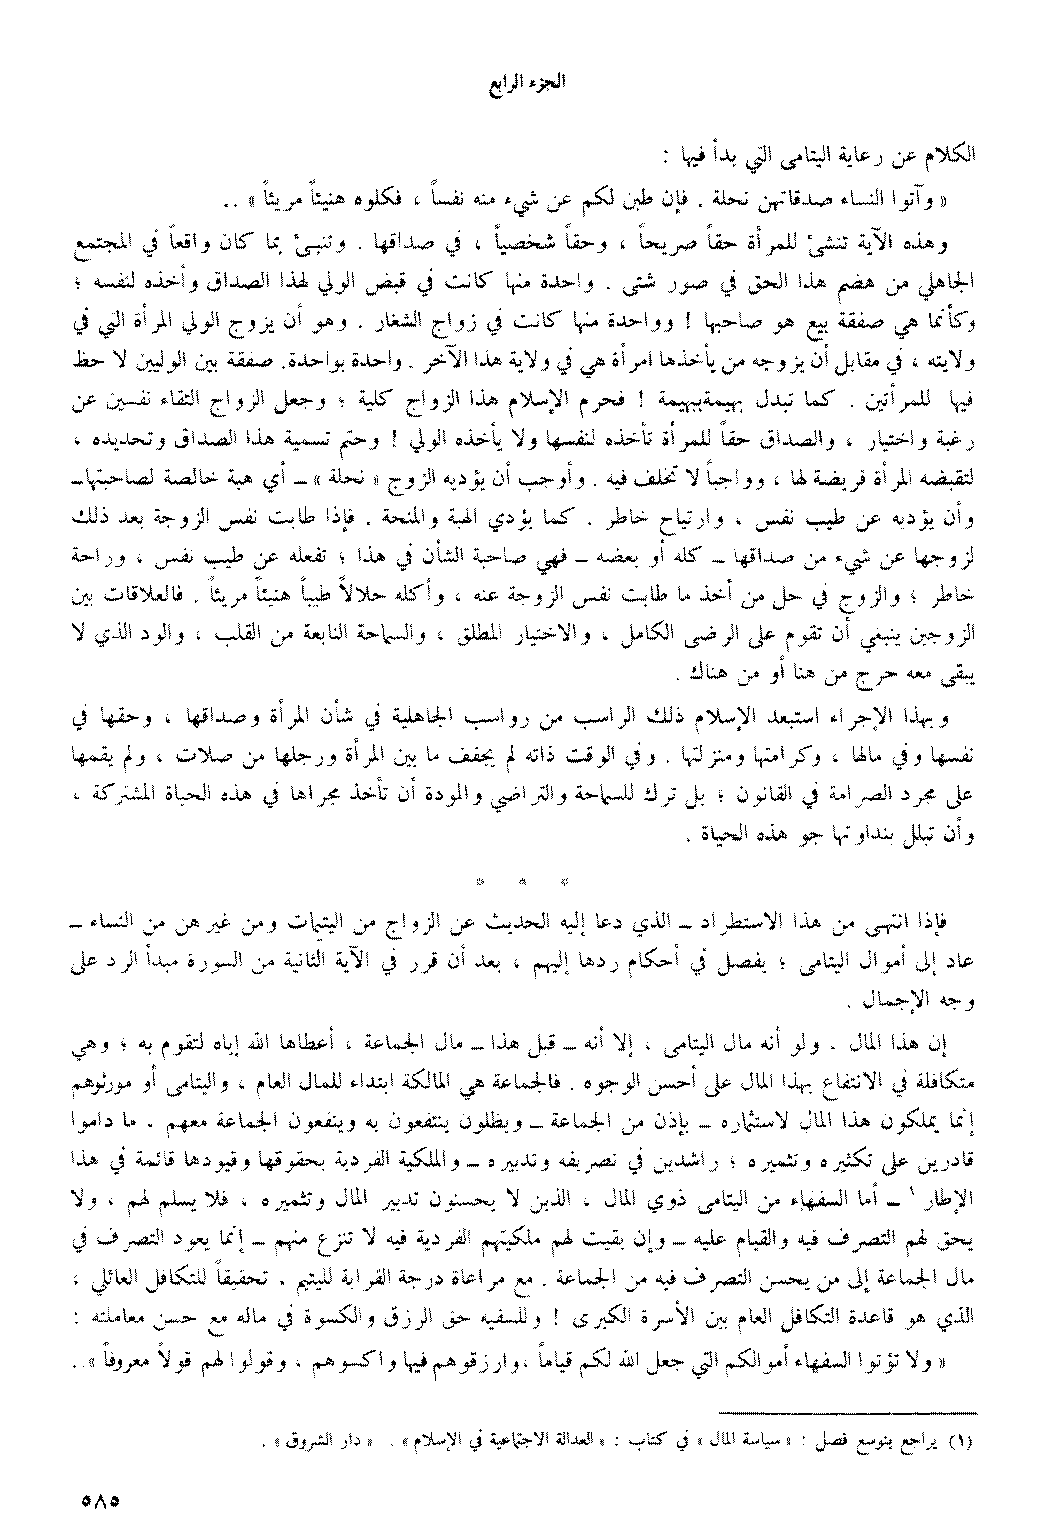 الجزء الرابع
الكلام عن رعاية اليتامى التي بدأ فيها :
« وآتوا النساء صدقاتهن نحلة . فإن طبن لكم عن شيء منه نفساً ، فكلوه هنيئاً مريئاً » ..
وهذه الآية تنشئ للمرأة حقاً صريحاً ، وحقاً شخصياً ، في صداقها . وتنبىء بما كان واقعاً في المجتمع
الجاهلي من هضم هذا الحق في صور شتى . واحدة منها كانت في قبض الولي لهذا الصداق وأخذه لنفسه ؛
وكأنما هي صفقة بيع هو صاحبها ! وواحدة منها كانت في زواج الشغار . وهو أن يزوج الولي المرأة التي في
ولايته ، في مقابل أن يزوجه من يأخذها امرأة هي في ولاية هذا الآخر . واحدة بواحدة. صفقة بين الوليين لا حظ
فيها للمرأتين . كما تبدل بهيمة ببهيمة ! فحرم الإسلام هذا الزواج كلية ؛ وجعل الزواج التقاء نفسين عن
رغبة واختيار ، والصداق حقاً للمرأة تأخذه لنفسها ولا يأخذه الولي ! وحتم تسمية هذا الصداق وتحديده ،
لتقبضه المرأة فريضة لها ، وواجباً لا تخلف فيه . وأوجب أن يؤديه الزوج « نحلة » – أي هبة خالصة لصاحبتها–
وأن يؤديه عن طيب نفس ، وارتياح خاطر . كما يؤدي الهبة والمنحة . فإذا طابت نفس الزوجة بعد ذلك
لزوجها عن شيء من صداقها – كله أو بعضه – فهي صاحبة الشأن في هذا ؛ تفعله عن طيب نفس ، وراحة
خاطر ؛ والزوج في حل من أخذ ما طابت نفس الزوجة عنه ، وأكله حلالاً طيباً هنيئاً مريئاً . فالعلاقات بين
الزوجين ينبغي أن تقوم على الرضى الكامل ، والاختيار المطلق ، والسماحة النابعة من القلب ، والود الذي لا
يبقى معه حرج من هنا أو من هناك .
وبهذا الإجراء استبعد الإسلام ذلك الراسب من رواسب الجاهلية في شأن المرأة وصداقها ، وحقها في
نفسها وفي مالها ، وكرامتها ومنزلتها . وفي الوقت ذاته لم يجفف ما بين المرأة ورجلها من صلات ، ولم يقمها
على مجرد الصرامة في القانون ؛ بل ترك للسماحة والتراضي والمودة أن تأخذ مجراها في هذه الحياة المشتركة ،
وأن تبلل بنداوتها جو هذه الحياة .
* * *
فإذا انتهى من هذا الاستطراد – الذي دعا إليه الحديث عن الزواج من اليتيمات ومن غيرهن من النساء –
عاد إلى أموال اليتامى ؛ يفصل في أحكام ردها إليهم ، بعد أن قرر في الآية الثانية من السورة مبدأ الرد على
وجه الإجمال .
إن هذا المال . ولو أنه مال اليتامى ، إلا أنه – قبل هذا – مال الجماعة ، أعطاها الله إياه لتقوم به ؛ وهي
متكافلة في الانتفاع بهذا المال على أحسن الوجوه . فالجماعة هي المالكة ابتداء للمال العام ، واليتامى أو مورثوهم
إنما يملكون هذا المال لاستثماره – بإذن من الجماعة – ويظلون ينتفعون به وينفعون الجماعة معهم . ما داموا
قادرين على تكثيره وتثميره ؛ راشدين في تصريفه وتدبيره – والملكية الفردية بحقوقها وقيودها قائمة في هذا
الإطار ١ – أما السفهاء من اليتامى ذوي المال ، الذين لا يحسنون تدبير المال وتثميره ، فلا يسلم لهم ، ولا
يحق لهم التصرف فيه والقيام عليه – وإن بقيت لهم ملكيتهم الفردية فيه لا تنزع منهم – إنما يعود التصرف في
مال الجماعة إلى من يحسن التصرف فيه من الجماعة . مع مراعاة درجة القرابة لليتيم . تحقيقاً للتكافل العائلي ،
الذي هو قاعدة التكافل العام بين الأسرة الكبرى ! وللسفيه حق الرزق والكسوة في ماله مع حسن معاملته :
« ولا تؤتوا السفهاء أموالكم التي جعل الله لكم قياماً ، وارزقوهم فيها واكسوهم ، وقولوا لهم قولاً معروفاً » .
(١) يراجع بتوسع فصل : « سياسة المال » في كتاب : « العدالة الاجتماعية في الإسلام » . « دار الشروق » .
٥٨٥